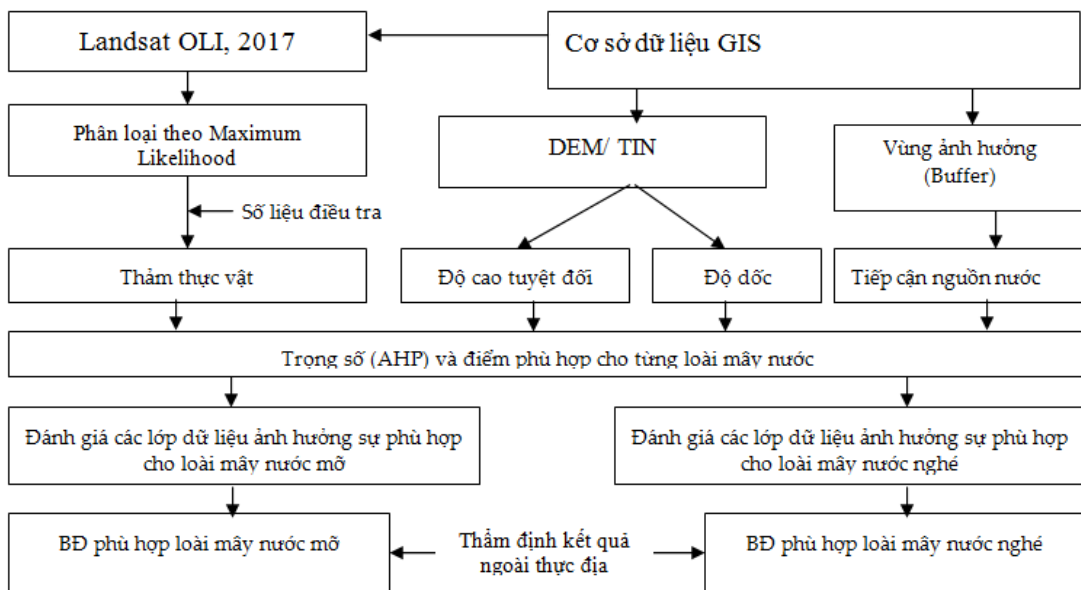 Landsat OLI, 2017
Cơ sở dữ liệu GIS
Phân loại theo Maximum
Likelihood
DEM/ TIN
Vùng ảnh hưởng
(Buffer)
Số liệu điều tra
Thảm thực vật
Độ cao tuyệt đối
Độ dốc
Tiếp cận nguồn nước
Trọng số (AHP) và điểm phù hợp cho từng loài mây nước
Đánh giá các lớp dữ liệu ảnh hưởng sự phù hợp
cho loài mây nước mỡ
Đánh giá các lớp dữ liệu ảnh hưởng sự phù hợp
cho loài mây nước nghé
BĐ phù hợp loài mây nước mỡ
Thẩm định kết quả
ngoài thực địa
BĐ phù hợp loài mây nước nghé